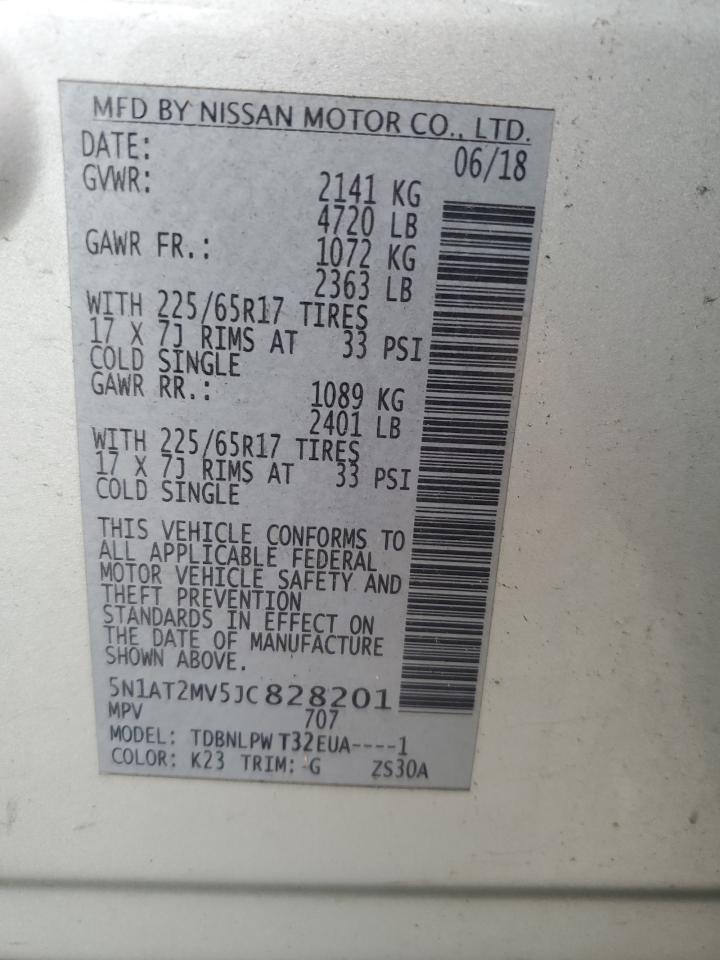 MFD BY NISSAN MOTOR CO., LTD.
DATE: 06/18
GVWR: 2141 KG
4720 LB
GAWR FR.: 1072 KG
2363 LB
WITH 225/65R17 TIRES
17 X 7J RIMS AT 33 PSI
COLD SINGLE
GAWR RR.: 1089 KG
2401 LB
WITH 225/65R17 TIRES
17 X 7J RIMS AT 33 PSI
COLD SINGLE
THIS VEHICLE CONFORMS TO
ALL APPLICABLE FEDERAL
MOTOR VEHICLE SAFETY AND
THEFT PREVENTION
STANDARDS IN EFFECT ON
THE DATE OF MANUFACTURE
SHOWN ABOVE.
5N1AT2MV5JC828201
MPV 707
MODEL: TDBNLPW T32EUA----1
COLOR: K23 TRIM: G ZS30A